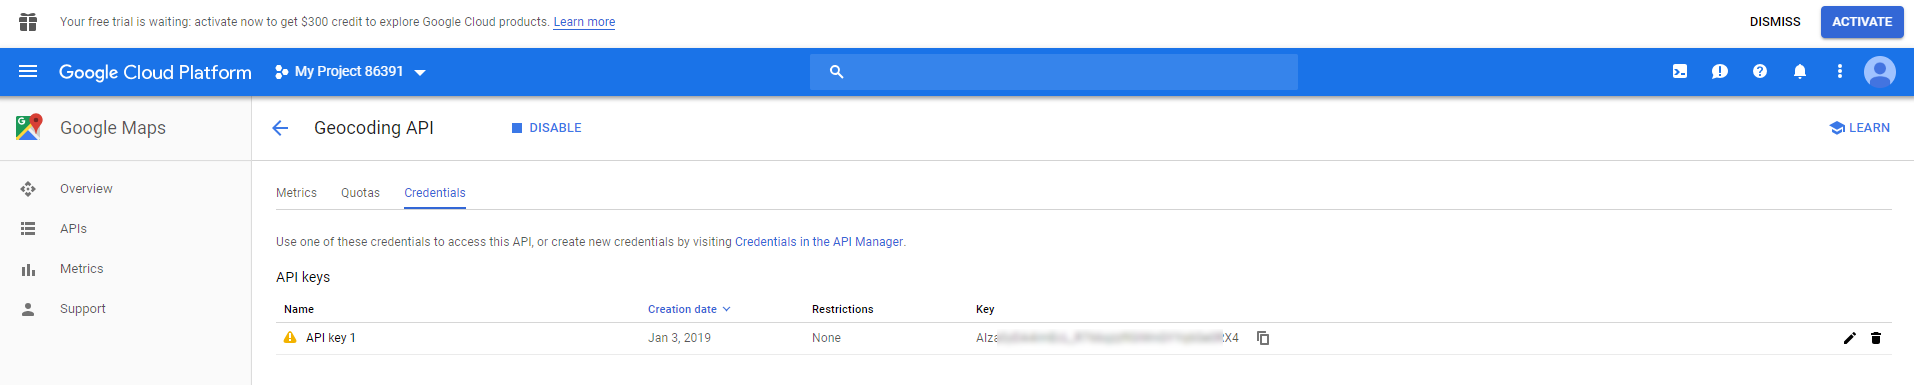 Your free trial is waiting: activate now to get $300 credit to explore Google Cloud products. Learn more
DISMISS
ACTIVATE
Google Cloud Platform
My Project 86391
Google Maps
Geocoding API
DISABLE
LEARN
Overview
APIs
Metrics
Support
Metrics Quotas Credentials
Use one of these credentials to access this API, or create new credentials by visiting Credentials in the API Manager.
API keys
Name Creation date Restrictions Key
API key 1 Jan 3, 2019 None AIza X4